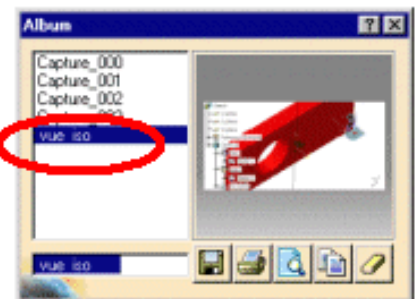 Album
Capture_000
Capture_001
Capture_002
vue iso
vue iso